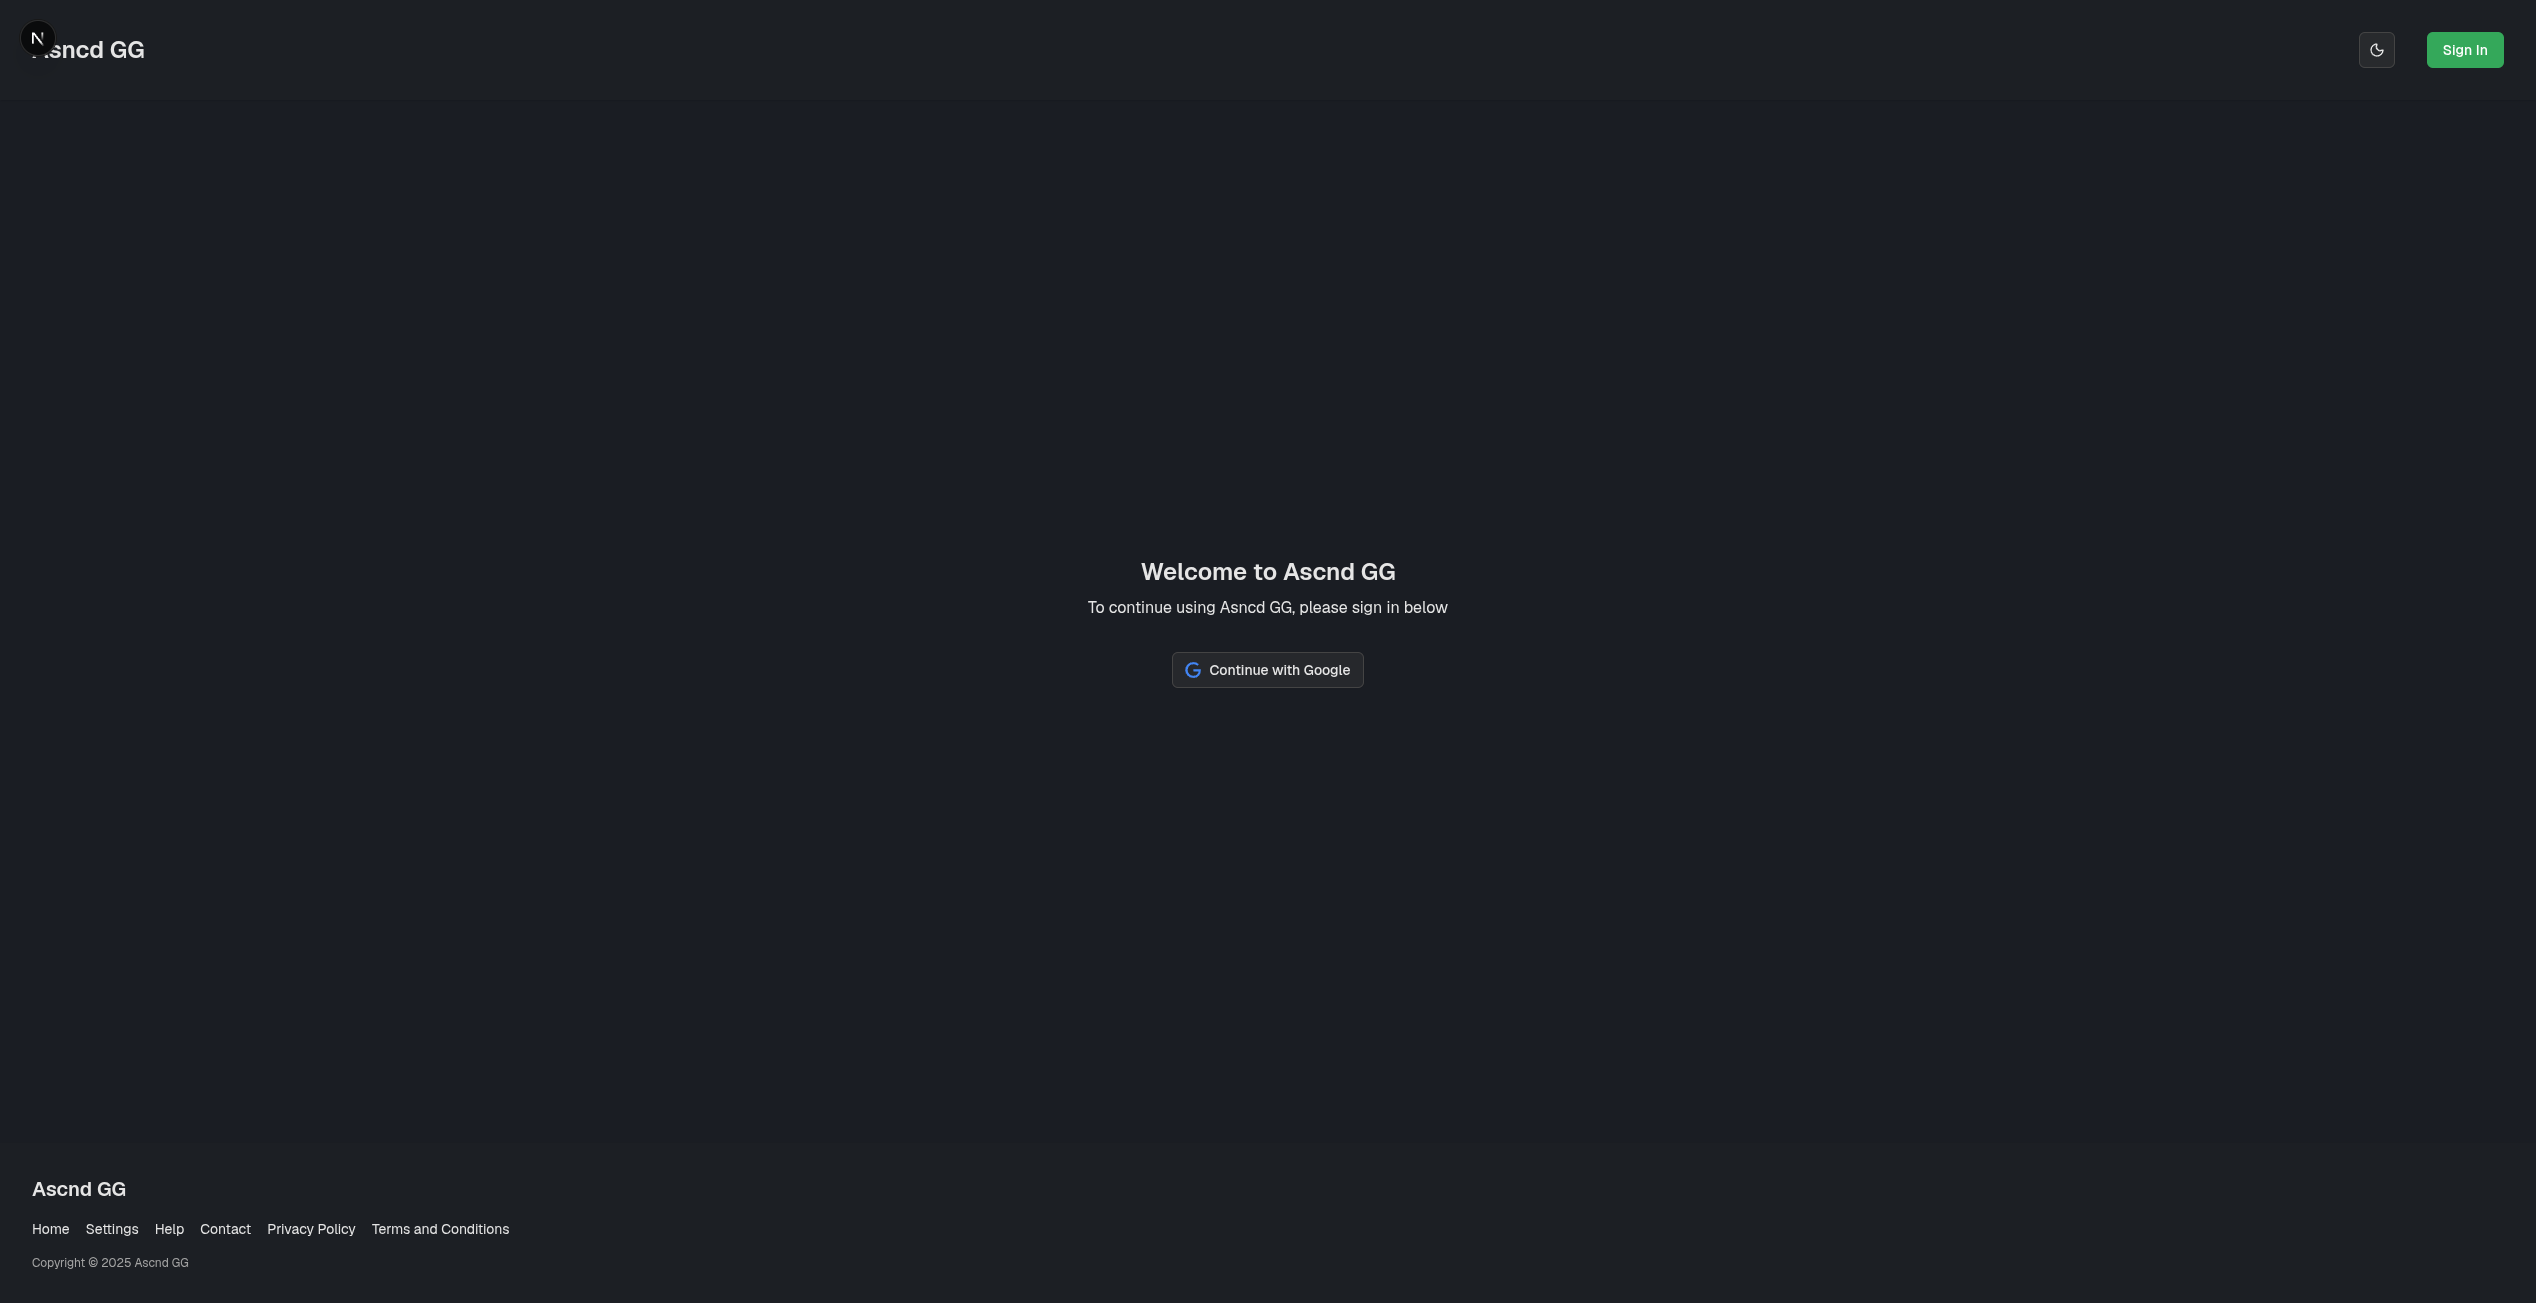 Asncd GG
Sign In
Welcome to Ascnd GG
To continue using Asncd GG, please sign in below
Continue with Google
Ascnd GG
Home Settings Help Contact Privacy Policy Terms and Conditions
Copyright © 2025 Ascnd GG